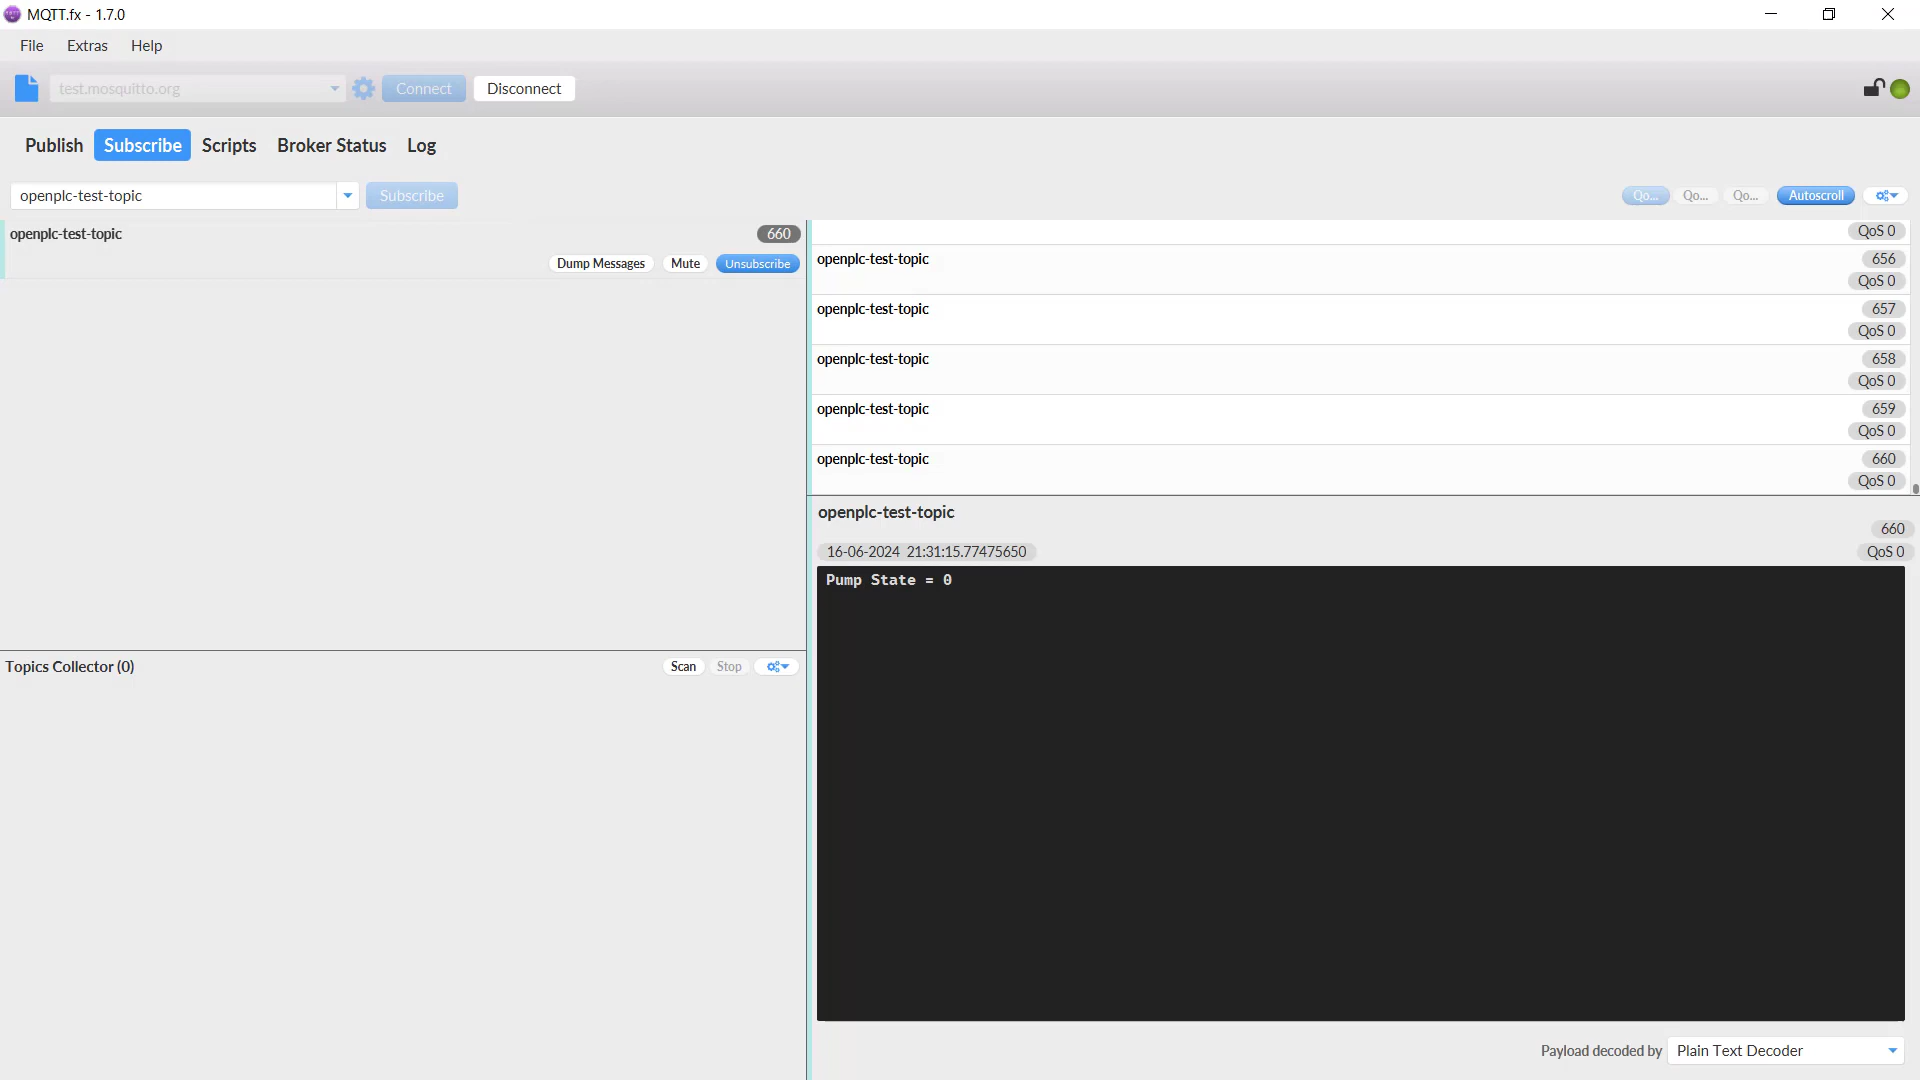 MQTT.fx - 1.7.0
File Extras Help
test.mosquitto.org Connect Disconnect
Publish Subscribe Scripts Broker Status Log
openplc-test-topic Subscribe Qo... Qo... Qo... Autoscroll
openplc-test-topic 660
Dump Messages Mute Unsubscribe
QoS 0
openplc-test-topic 656
QoS 0
openplc-test-topic 657
QoS 0
openplc-test-topic 658
QoS 0
openplc-test-topic 659
QoS 0
openplc-test-topic 660
QoS 0
openplc-test-topic
660
16-06-2024 21:31:15.77475650 QoS 0
Pump State = 0
Topics Collector (0) Scan Stop
Payload decoded by Plain Text Decoder